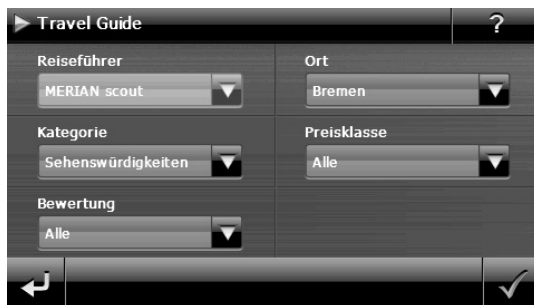 Travel Guide ?
Reiseführer
MERIAN scout
Ort
Bremen
Kategorie
Sehenswürdigkeiten
Preisklasse
Alle
Bewertung
Alle